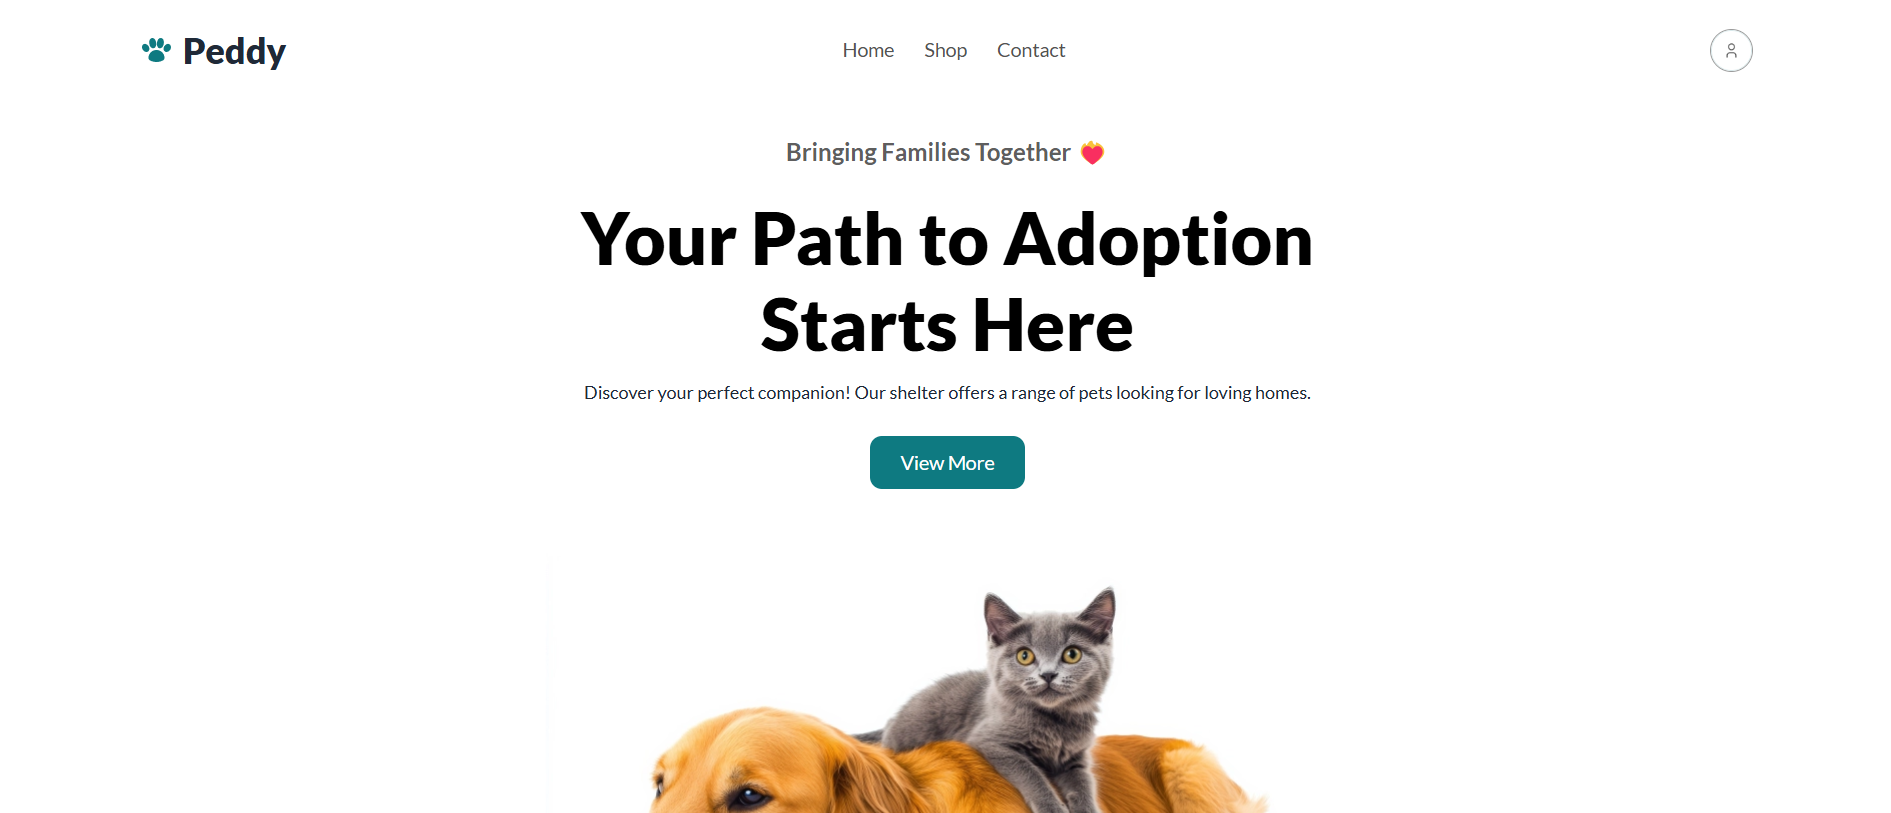 Peddy
Home Shop Contact
Bringing Families Together
Your Path to Adoption
Starts Here
Discover your perfect companion! Our shelter offers a range of pets looking for loving homes.
View More